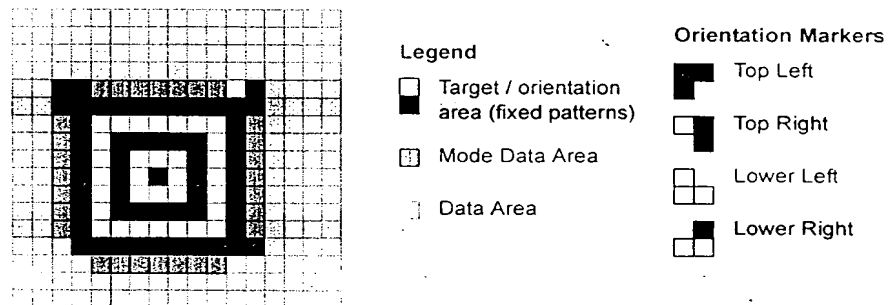 Legend
Target / orientation
area (fixed patterns)
Mode Data Area
Data Area
Orientation Markers
Top Left
Top Right
Lower Left
Lower Right